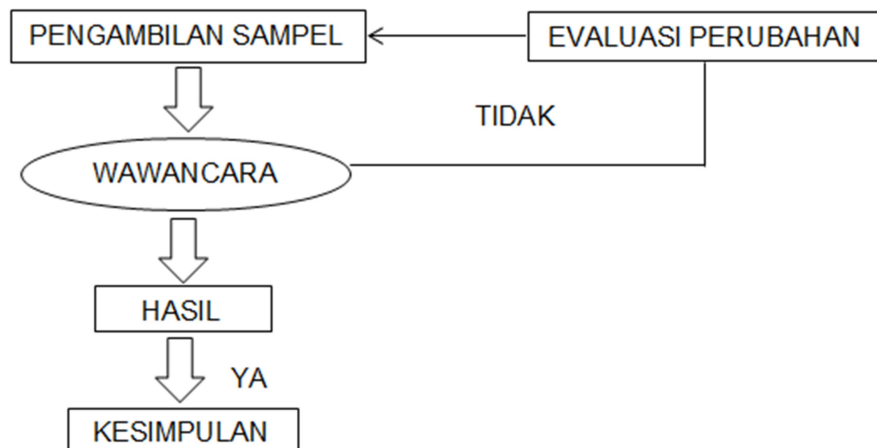 PENGAMBILAN SAMPEL
EVALUASI PERUBAHAN
TIDAK
WAWANCARA
HASIL
YA
KESIMPULAN